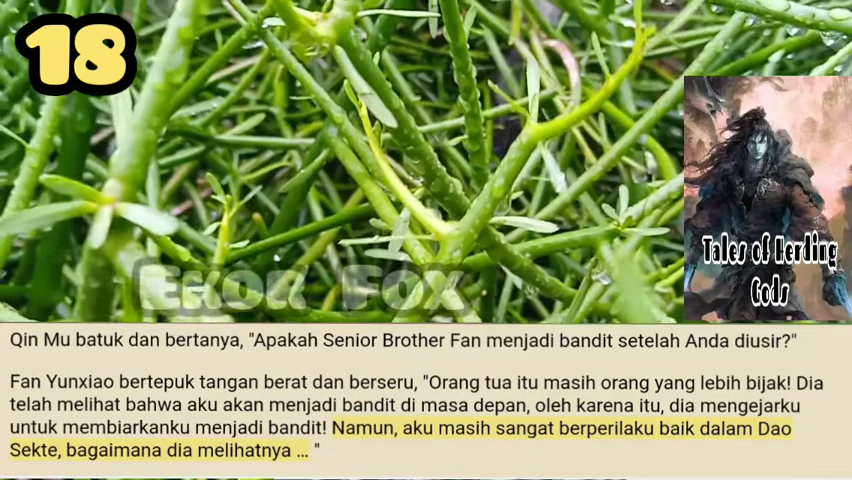 18
Ekor Fox
Tales of Herding
Gods
Qin Mu batuk dan bertanya, "Apakah Senior Brother Fan menjadi bandit setelah Anda diusir?"
Fan Yunxiao bertepuk tangan berat dan berseru, "Orang tua itu masih orang yang lebih bijak! Dia
telah melihat bahwa aku akan menjadi bandit di masa depan, oleh karena itu, dia mengejarku
untuk membiarkanku menjadi bandit! Namun, aku masih sangat berperilaku baik dalam Dao
Sekte, bagaimana dia melihatnya ... "